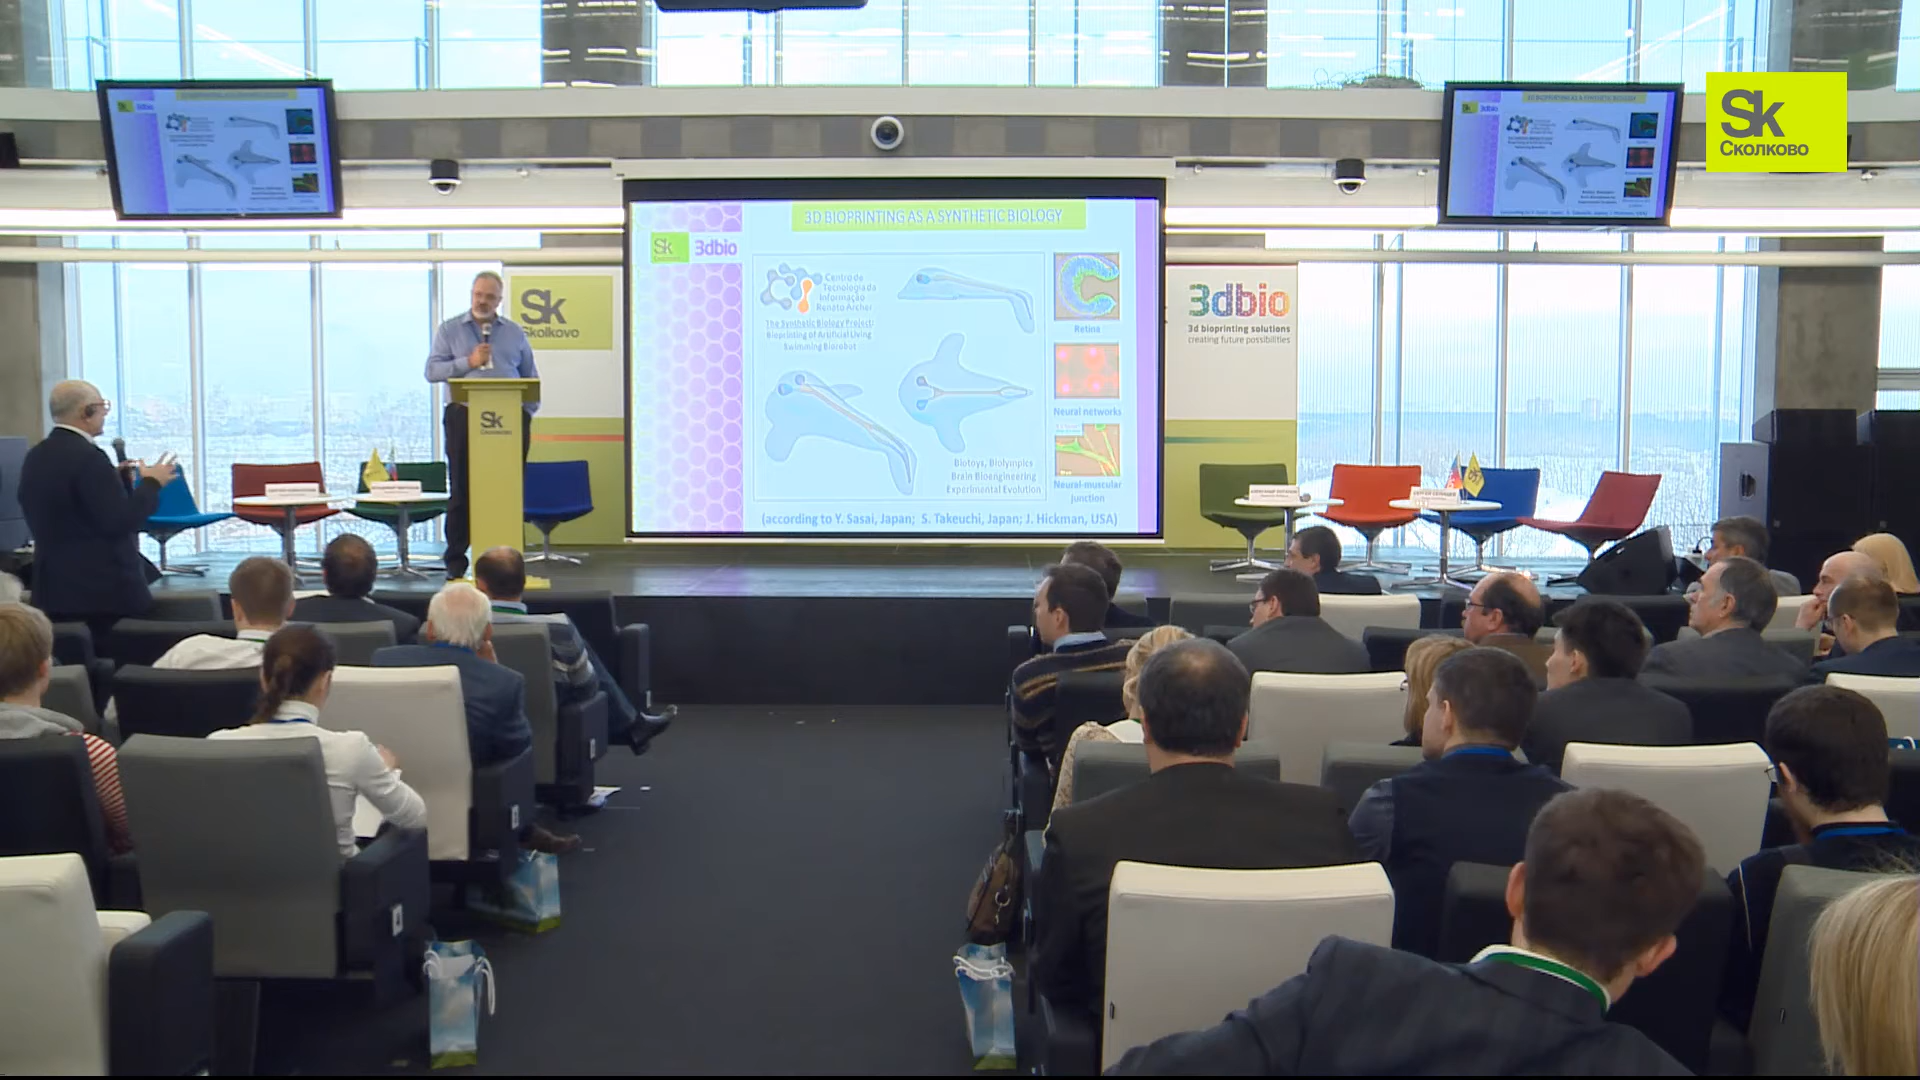 Sk
Сколково
3D BIOPRINTING AS A SYNTHETIC BIOLOGY
Sk
3dbio
Centro de
Tecnologia da
Informação
Renato Archer
The Synthetic Biology Project:
Bioprinting of Artificial Living
Swimming Biorobot
Retina
Neural networks
Neural-muscular
junction
Biotoys, Biolympics
Brain Bioengineering
Experimental Evolution
(according to Y. Sasai, Japan; S. Takeuchi, Japan; J. Hickman, USA)
Sk
Skolkovo
Sk
3dbio
3d bioprinting solutions
creating future possibilities